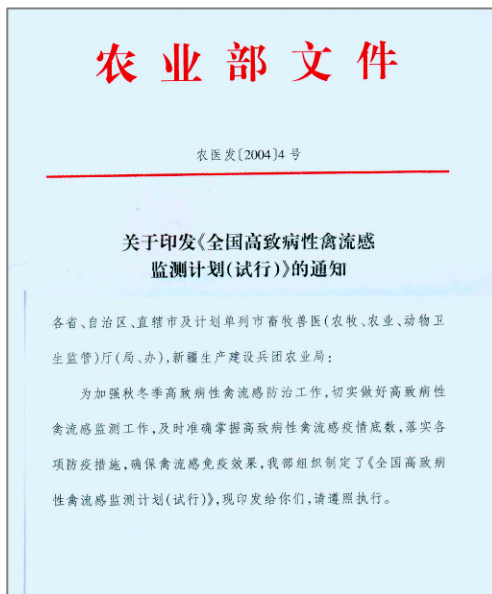 农业部文件
农医发〔2004〕4号
关于印发《全国高致病性禽流感
监测计划(试行)》的通知
各省、自治区、直辖市及计划单列市畜牧兽医(农牧、农业、动物卫
生监管)厅(局、办),新疆生产建设兵团农业局:
为加强秋冬季高致病性禽流感防治工作,切实做好高致病性
禽流感监测工作,及时准确掌握高致病性禽流感疫情底数,落实各
项防疫措施,确保禽流感免疫效果,我部组织制定了《全国高致病
性禽流感监测计划(试行)》,现印发给你们,请遵照执行。